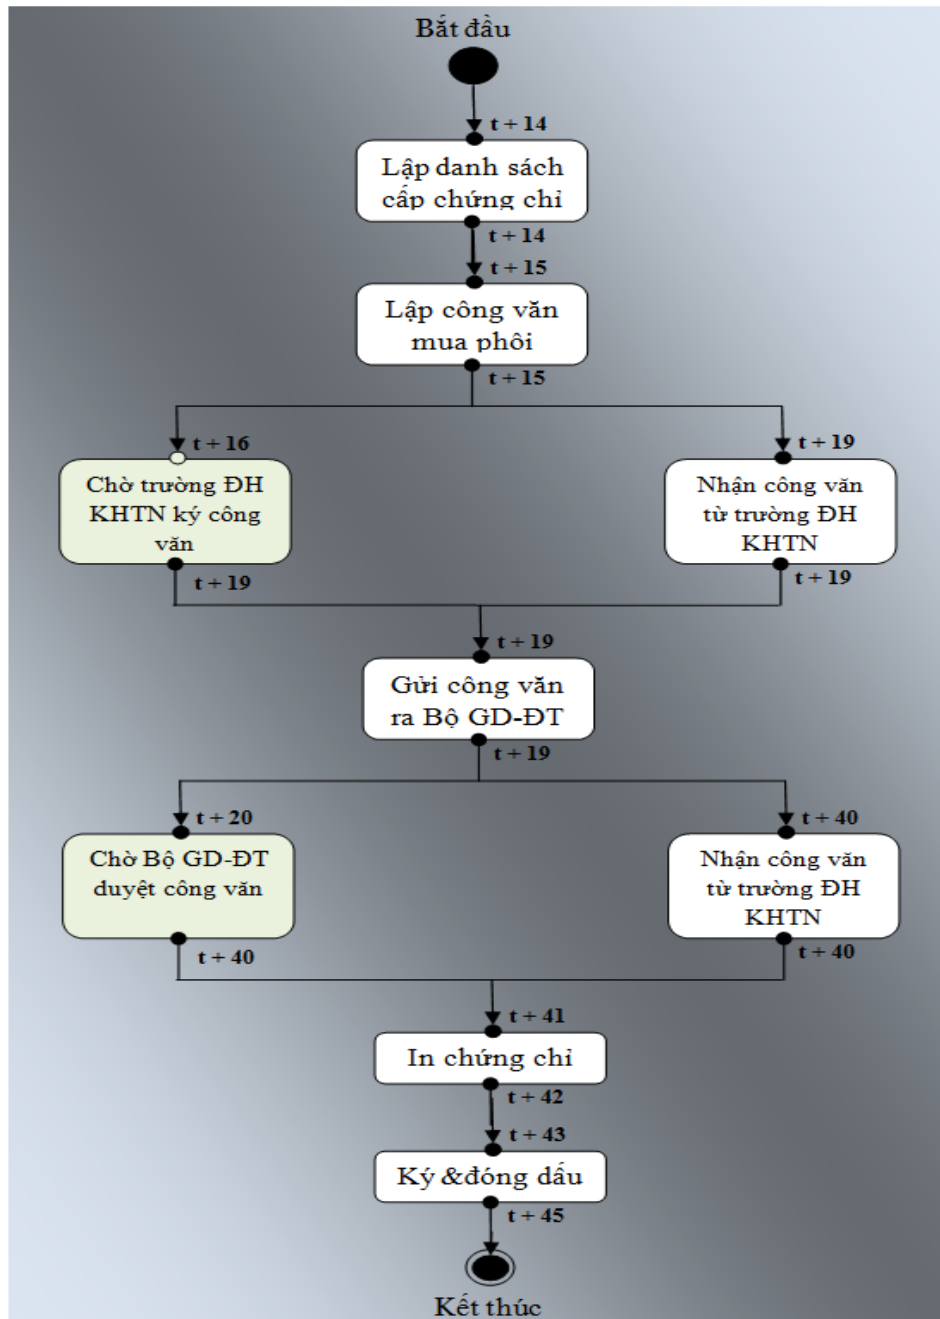 Bắt đầu
t + 14
Lập danh sách
cấp chứng chỉ
t + 14
t + 15
Lập công văn
mua phôi
t + 15
t + 16
t + 19
Chờ trường ĐH
KHTN ký công
văn
Nhận công văn
từ trường ĐH
KHTN
t + 19
t + 19
t + 19
Gửi công văn
ra Bộ GD-ĐT
t + 19
t + 20
t + 40
Chờ Bộ GD-ĐT
duyệt công văn
Nhận công văn
từ trường ĐH
KHTN
t + 40
t + 40
t + 41
In chứng chỉ
t + 42
t + 43
Ký &đóng dấu
t + 45
Kết thúc